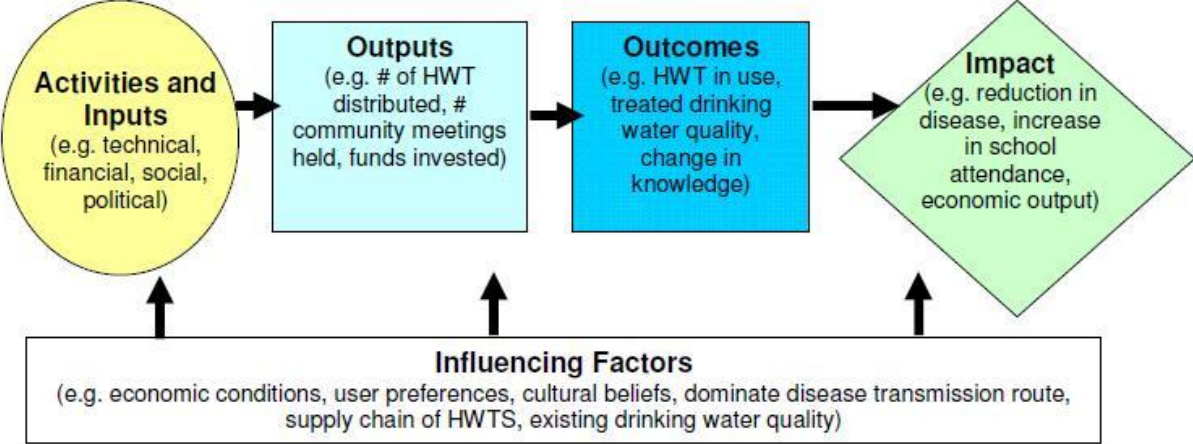 Activities and
Inputs
(e.g. technical,
financial, social,
political)
Outputs
(e.g. # of HWT
distributed, #
community meetings
held, funds invested)
Outcomes
(e.g. HWT in use,
treated drinking
water quality,
change in
knowledge)
Impact
(e.g. reduction in
disease, increase
in school
attendance,
economic output)
Influencing Factors
(e.g. economic conditions, user preferences, cultural beliefs, dominate disease transmission route,
supply chain of HWTS, existing drinking water quality)